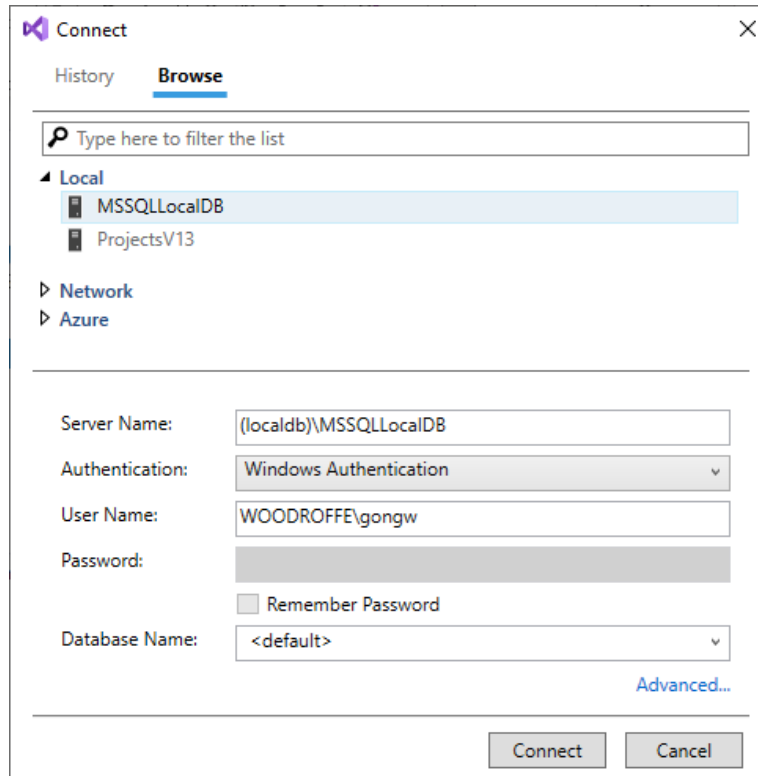 Connect
History Browse
Type here to filter the list
Local
MSSQLLocalDB
ProjectsV13
Network
Azure
Server Name: (localdb)\MSSQLLocalDB
Authentication: Windows Authentication
User Name: WOODROFFE\gongw
Password:
Remember Password
Database Name: <default>
Advanced...
Connect Cancel